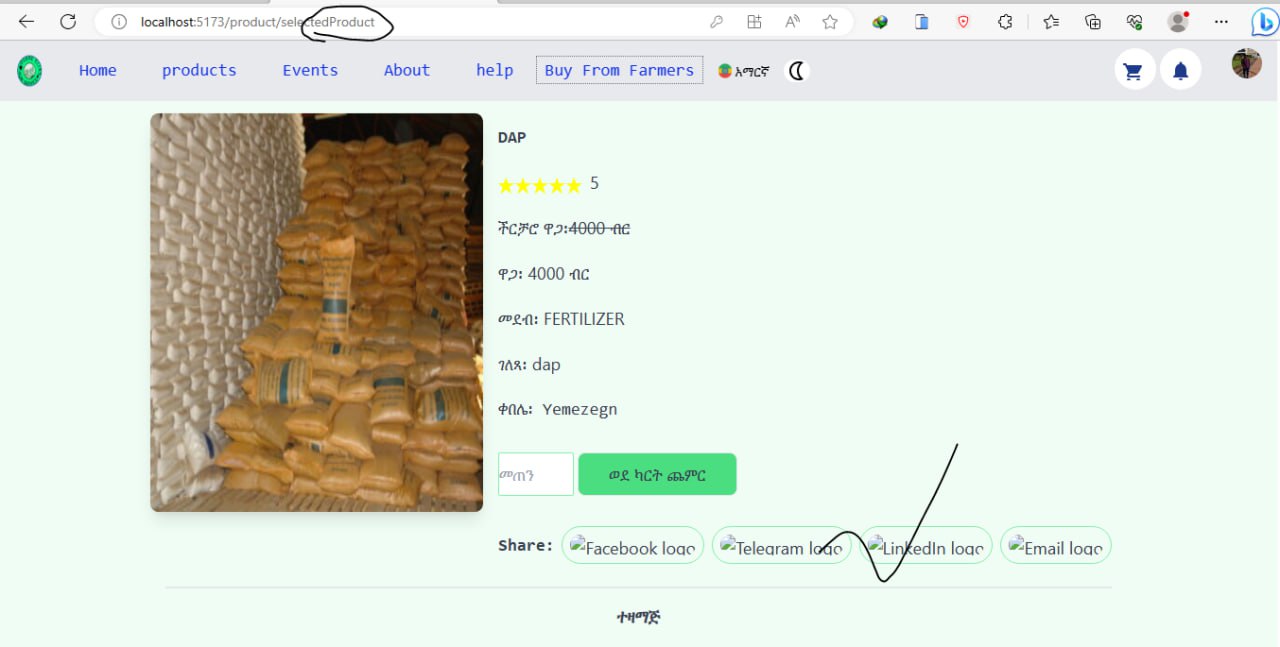 localhost:5173/product/selectedProduct
Home products Events About help Buy From Farmers አማርኛ
DAP
5
ችርቻሮ ዋጋ፡4000 ብር
ዋጋ፡ 4000 ብር
መደብ፡ FERTILIZER
ገለጻ፡ dap
ቀበሌ፡ Yemezegn
መጠን ወደ ካርት ጨምር
Share: Facebook logo Telegram logo LinkedIn logo Email logo
ተዛማጅ